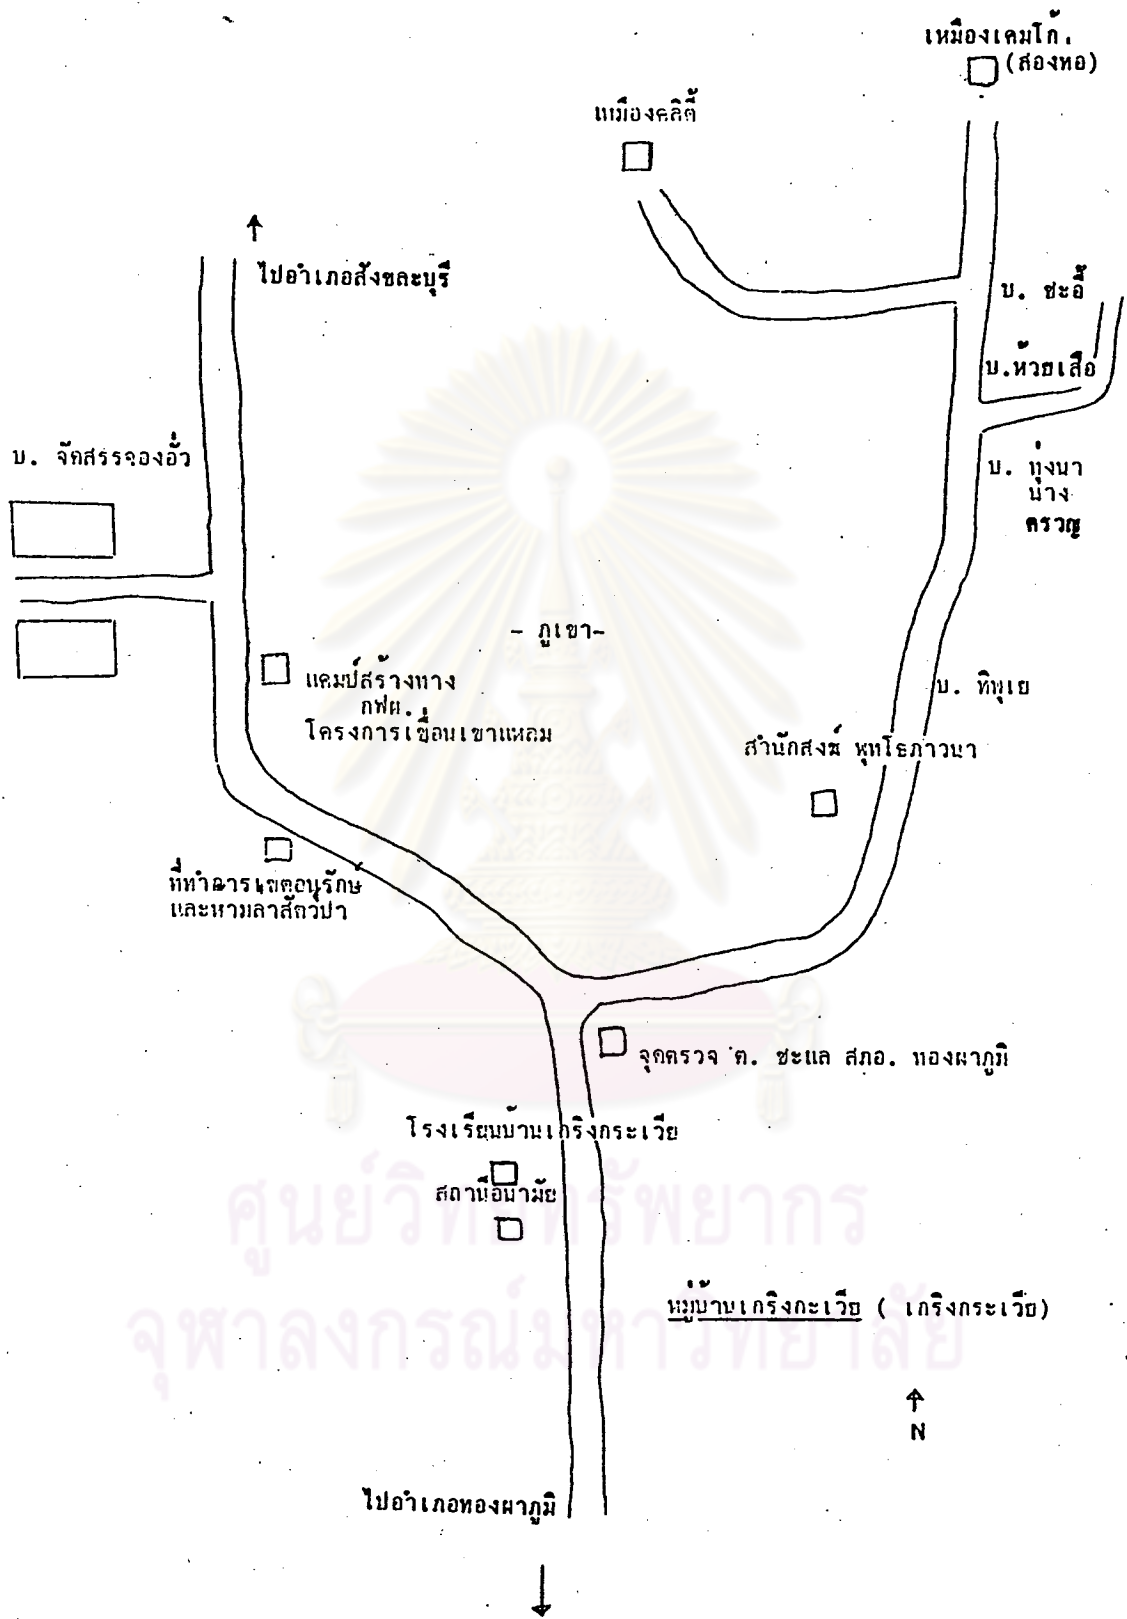 เหมืองเคมโก้.
(สองทอ)
เหมืองคลิตี้
ไปอำเภอสังขละบุรี
บ. ชะอี้
บ.ห้วยเสือ
บ. จัดสรรจองอั่ว
บ. ทุ่งนา
นาง
ครวญ
- ภูเขา-
แคมป์สร้างทาง
กฟผ.
โครงการเขื่อนเขาแหลม
บ. ทิพุเย
สำนักสงฆ์ พุทโธภาวนา
ที่ทำการเขตอนุรักษ
และหามลาสัตว์ปา
จุดตรวจ ต. ชะแล สภอ. ทองผาภูมิ
โรงเรียนบ้านเกริงกระเวีย
สถานีอนามัย
ศูนย์วิทยทรัพยากร
จุฬาลงกรณ์มหาวิทยาลัย
หมู่บ้านเกริงกะเวีย ( เกริงกระเวีย)
N
ไปอำเภอทองผาภูมิ